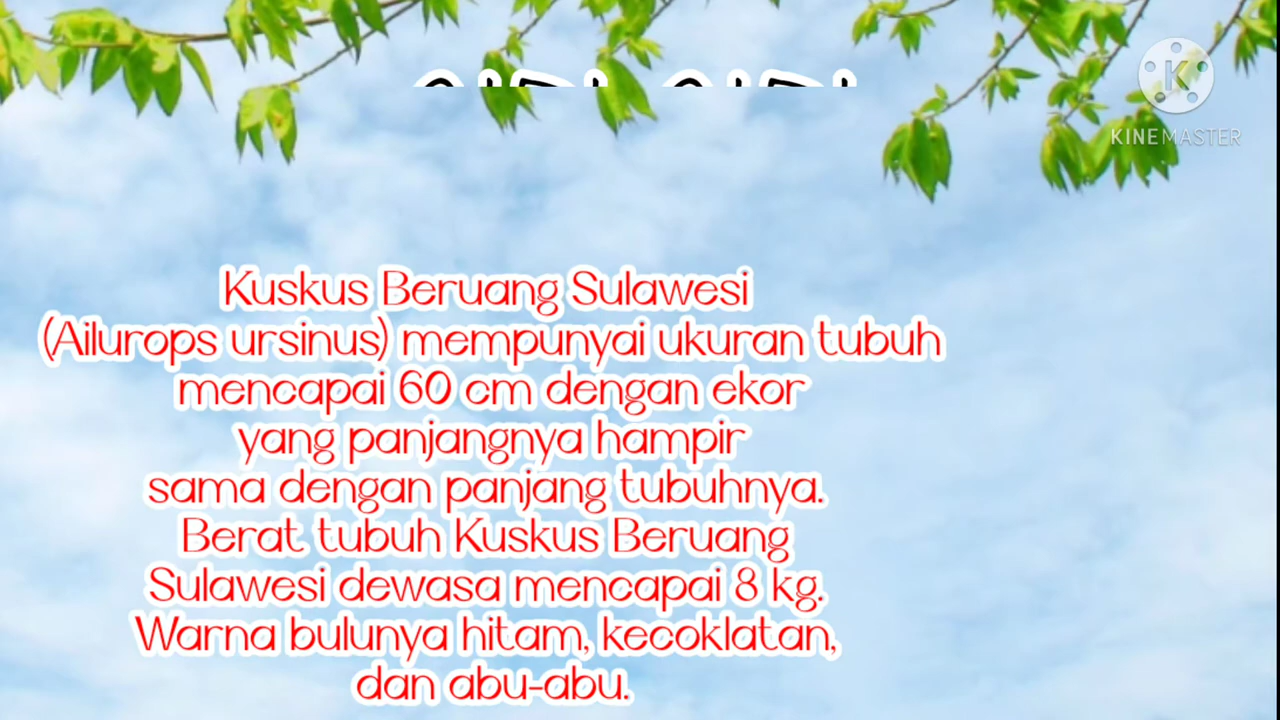 KINEMASTER
Kuskus Beruang Sulawesi
(Ailurops ursinus) mempunyai ukuran tubuh
mencapai 60 cm dengan ekor
yang panjangnya hampir
sama dengan panjang tubuhnya.
Berat tubuh Kuskus Beruang
Sulawesi dewasa mencapai 8 kg.
Warna bulunya hitam, kecoklatan,
dan abu-abu.